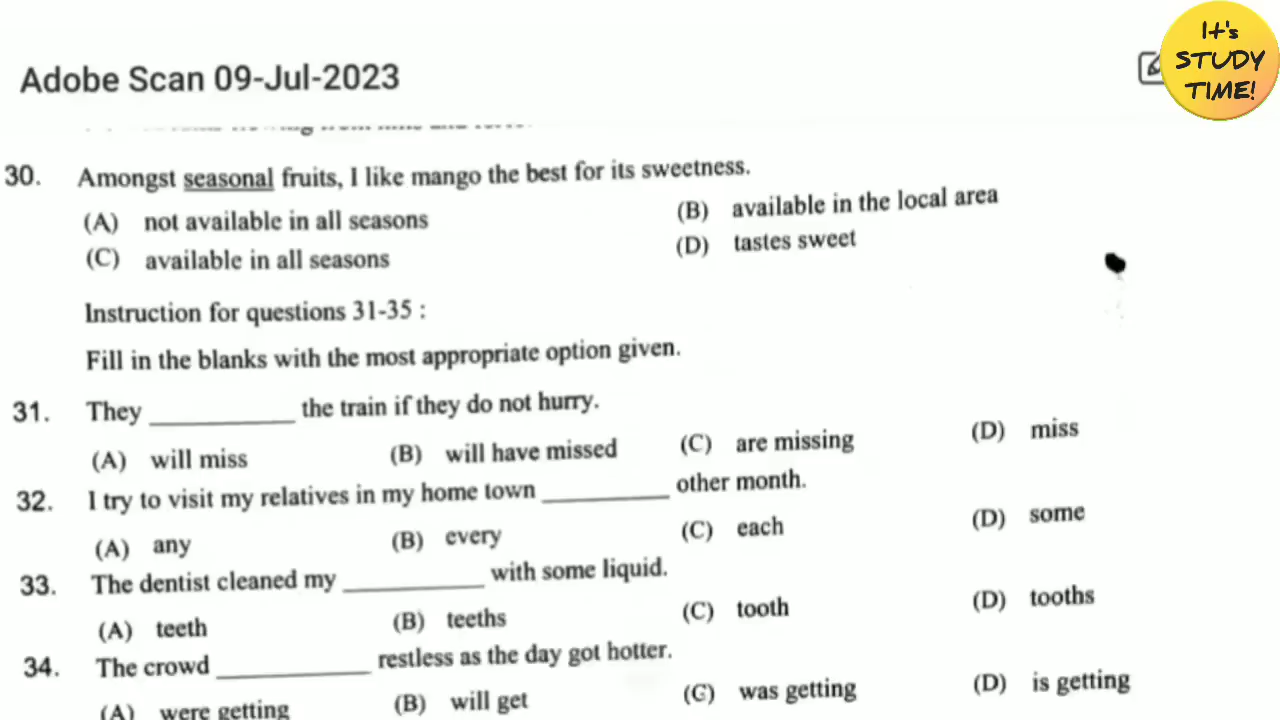 It's
STUDY
TIME!
Adobe Scan 09-Jul-2023
30. Amongst seasonal fruits, I like mango the best for its sweetness.
(A) not available in all seasons (B) available in the local area
(C) available in all seasons (D) tastes sweet
Instruction for questions 31-35 :
Fill in the blanks with the most appropriate option given.
31. They __________ the train if they do not hurry.
(A) will miss (B) will have missed (C) are missing (D) miss
32. I try to visit my relatives in my home town __________ other month.
(A) any (B) every (C) each (D) some
33. The dentist cleaned my __________ with some liquid.
(A) teeth (B) teeths (C) tooth (D) tooths
34. The crowd __________ restless as the day got hotter.
(A) were getting (B) will get (C) was getting (D) is getting